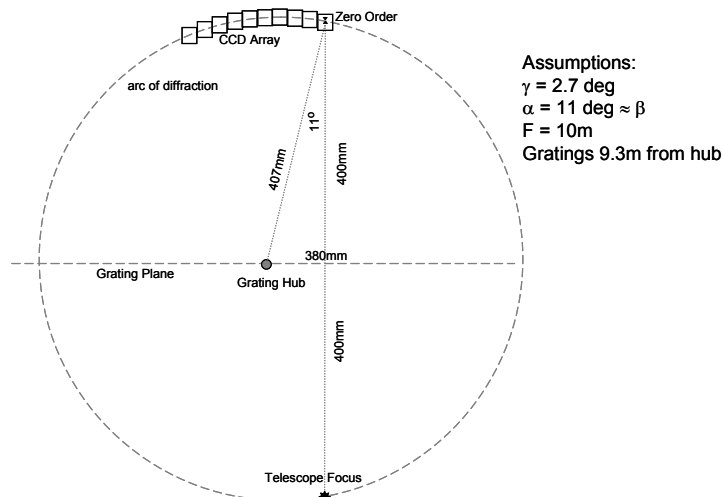 Zero Order
CCD Array
Assumptions:
γ = 2.7 deg
α = 11 deg ≈ β
F = 10m
Gratings 9.3m from hub
arc of diffraction
11º
407mm
400mm
380mm
Grating Plane
Grating Hub
400mm
Telescope Focus